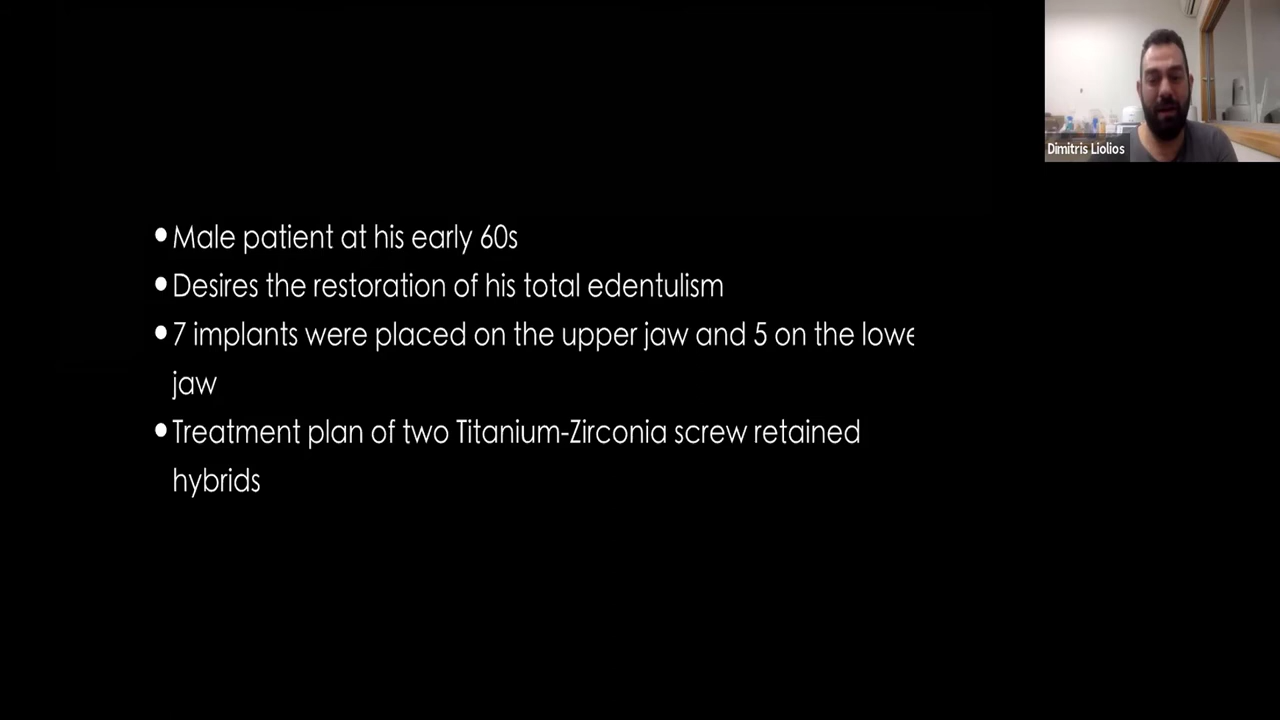 Dimitris Liolios
• Male patient at his early 60s
• Desires the restoration of his total edentulism
• 7 implants were placed on the upper jaw and 5 on the lowe
jaw
• Treatment plan of two Titanium-Zirconia screw retained
hybrids